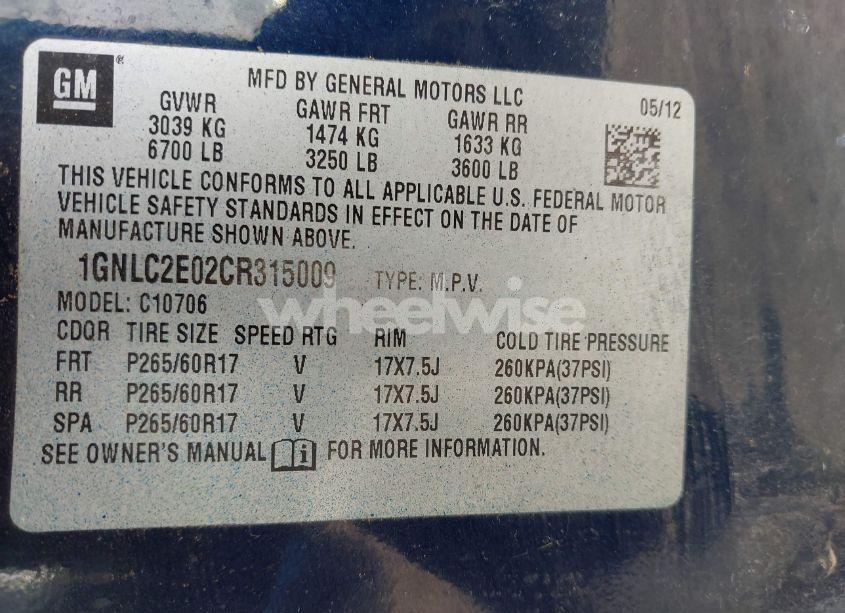 GM ®
MFD BY GENERAL MOTORS LLC
05/12
GVWR GAWR FRT GAWR RR
3039 KG 1474 KG 1633 KG
6700 LB 3250 LB 3600 LB
THIS VEHICLE CONFORMS TO ALL APPLICABLE U.S. FEDERAL MOTOR
VEHICLE SAFETY STANDARDS IN EFFECT ON THE DATE OF
MANUFACTURE SHOWN ABOVE.
1GNLC2E02CR315009 TYPE: M.P.V.
wheelwise
MODEL: C10706
CDQR TIRE SIZE SPEED RTG RIM COLD TIRE PRESSURE
FRT P265/60R17 V 17X7.5J 260KPA(37PSI)
RR P265/60R17 V 17X7.5J 260KPA(37PSI)
SPA P265/60R17 V 17X7.5J 260KPA(37PSI)
SEE OWNER'S MANUAL i FOR MORE INFORMATION.